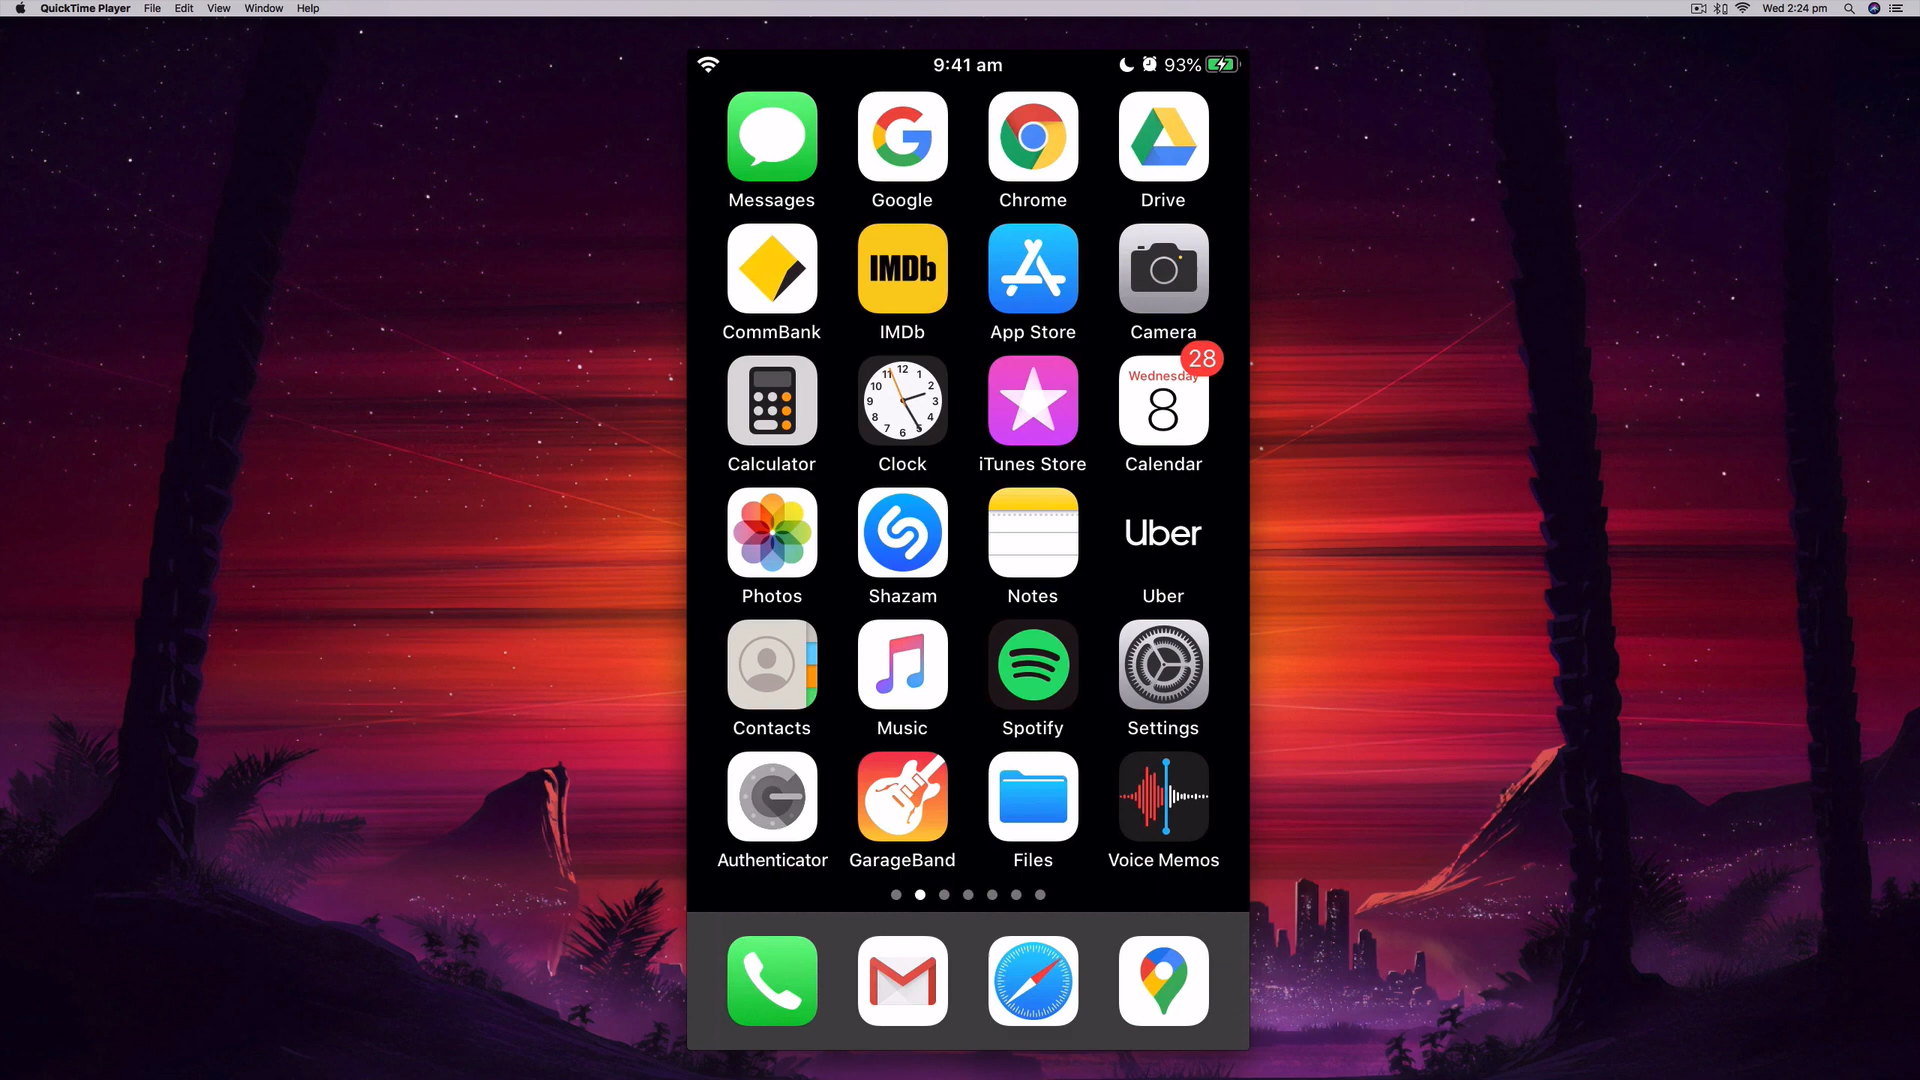 QuickTime Player File Edit View Window Help Wed 2:24 pm
9:41 am 93%
Messages Google Chrome Drive
IMDb
CommBank IMDb App Store Camera
28
Wednesday
8
12
11 1
10 2
9 3
8 4
7 6 5
Calculator Clock iTunes Store Calendar
Uber
Photos Shazam Notes Uber
Contacts Music Spotify Settings
Authenticator GarageBand Files Voice Memos